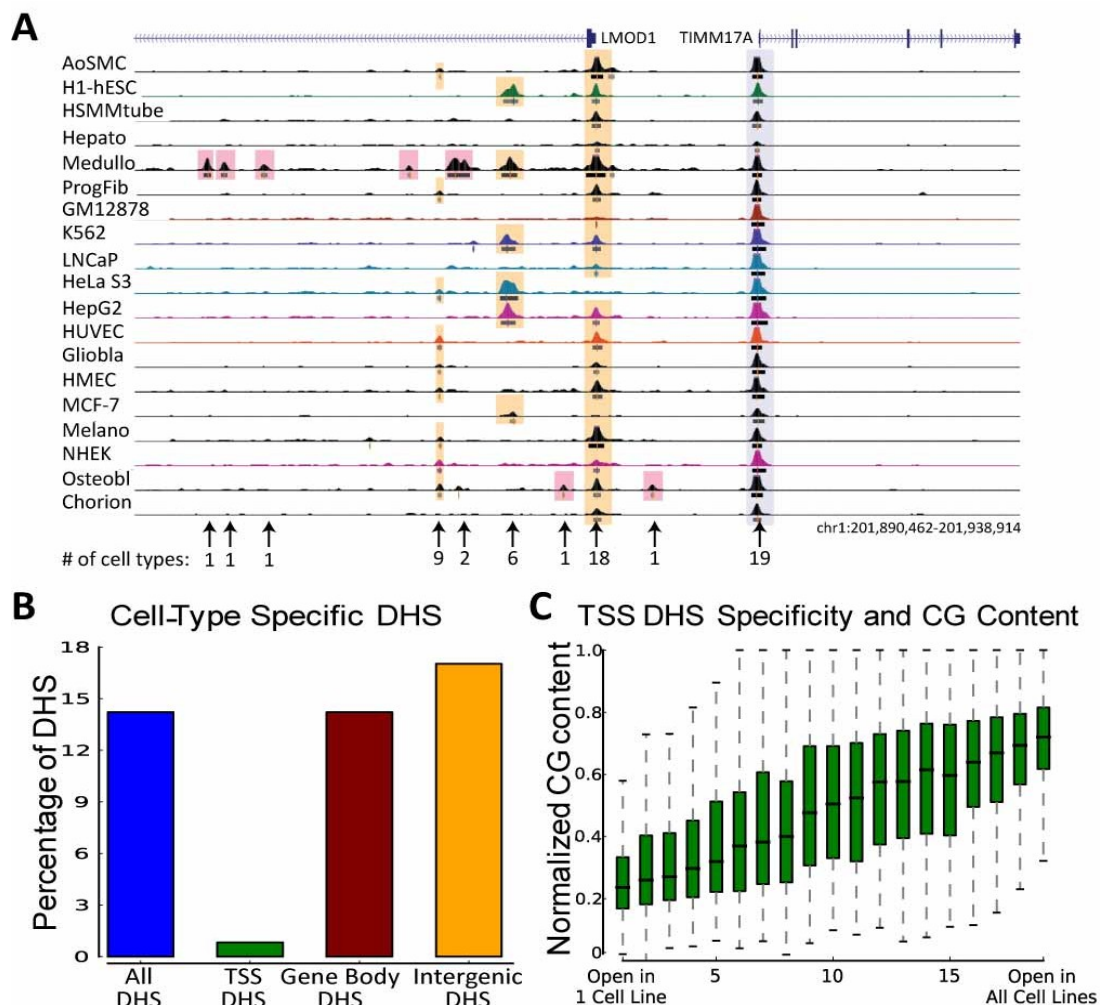 A
LMOD1 TIMM17A
AoSMC
H1-hESC
HSMMtube
Hepato
Medullo
ProgFib
GM12878
K562
LNCaP
HeLa S3
HepG2
HUVEC
Gliobla
HMEC
MCF-7
Melano
NHEK
Osteobl
Chorion
chr1:201,890,462-201,938,914
# of cell types: 1 1 1 9 2 6 1 18 1 19
B
Cell-Type Specific DHS
Percentage of DHS
18
15
12
9
6
3
0
All DHS
TSS DHS
Gene Body DHS
Intergenic DHS
C
TSS DHS Specificity and CG Content
Normalized CG content
1.0
0.8
0.6
0.4
0.2
0
Open in 1 Cell Line
5
10
15
Open in All Cell Lines